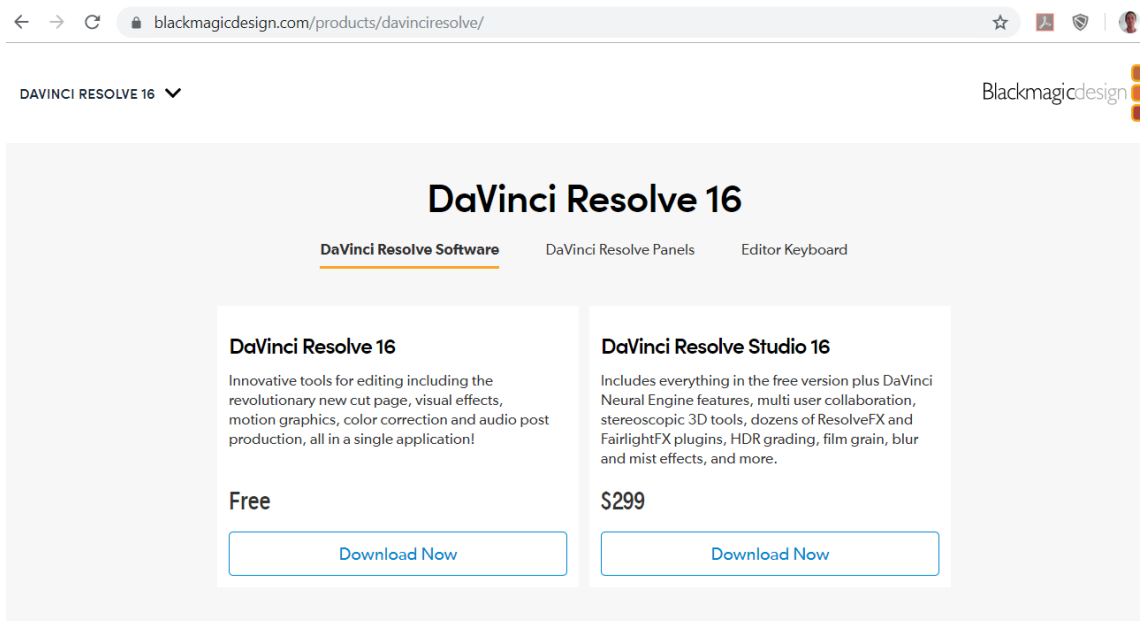 blackmagicdesign.com/products/davinciresolve/
DAVINCI RESOLVE 16
Blackmagicdesign
DaVinci Resolve 16
DaVinci Resolve Software
DaVinci Resolve Panels
Editor Keyboard
DaVinci Resolve 16
Innovative tools for editing including the
revolutionary new cut page, visual effects,
motion graphics, color correction and audio post
production, all in a single application!
Free
Download Now
DaVinci Resolve Studio 16
Includes everything in the free version plus DaVinci
Neural Engine features, multi user collaboration,
stereoscopic 3D tools, dozens of ResolveFX and
FairlightFX plugins, HDR grading, film grain, blur
and mist effects, and more.
$299
Download Now